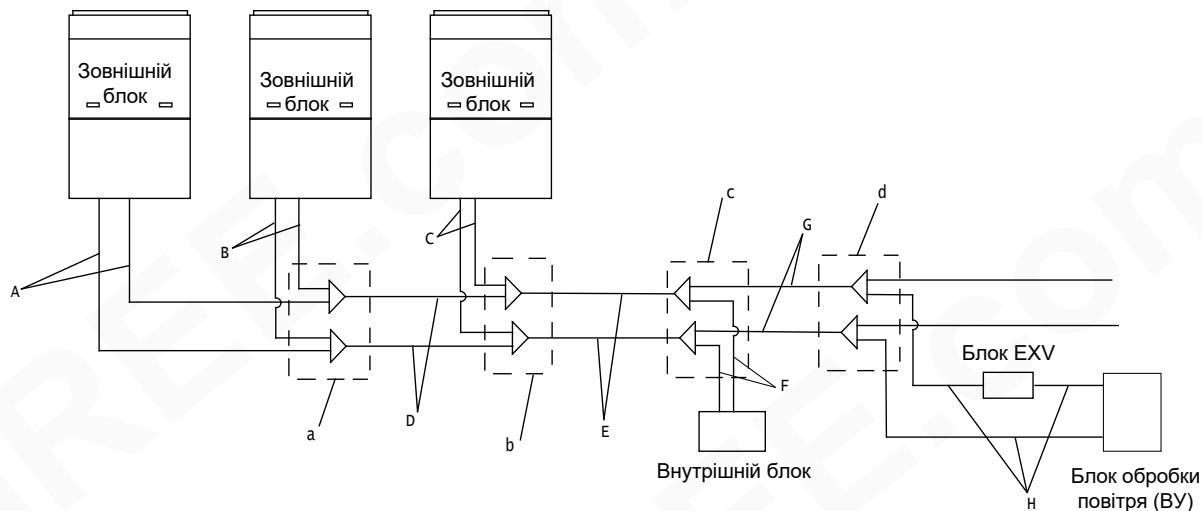 Зовнішній
блок
Зовнішній
блок
Зовнішній
блок
A
B
C
c
d
G
a
D
b
E
F
Внутрішній блок
Блок EXV
H
Блок обробки
повітря (ВУ)